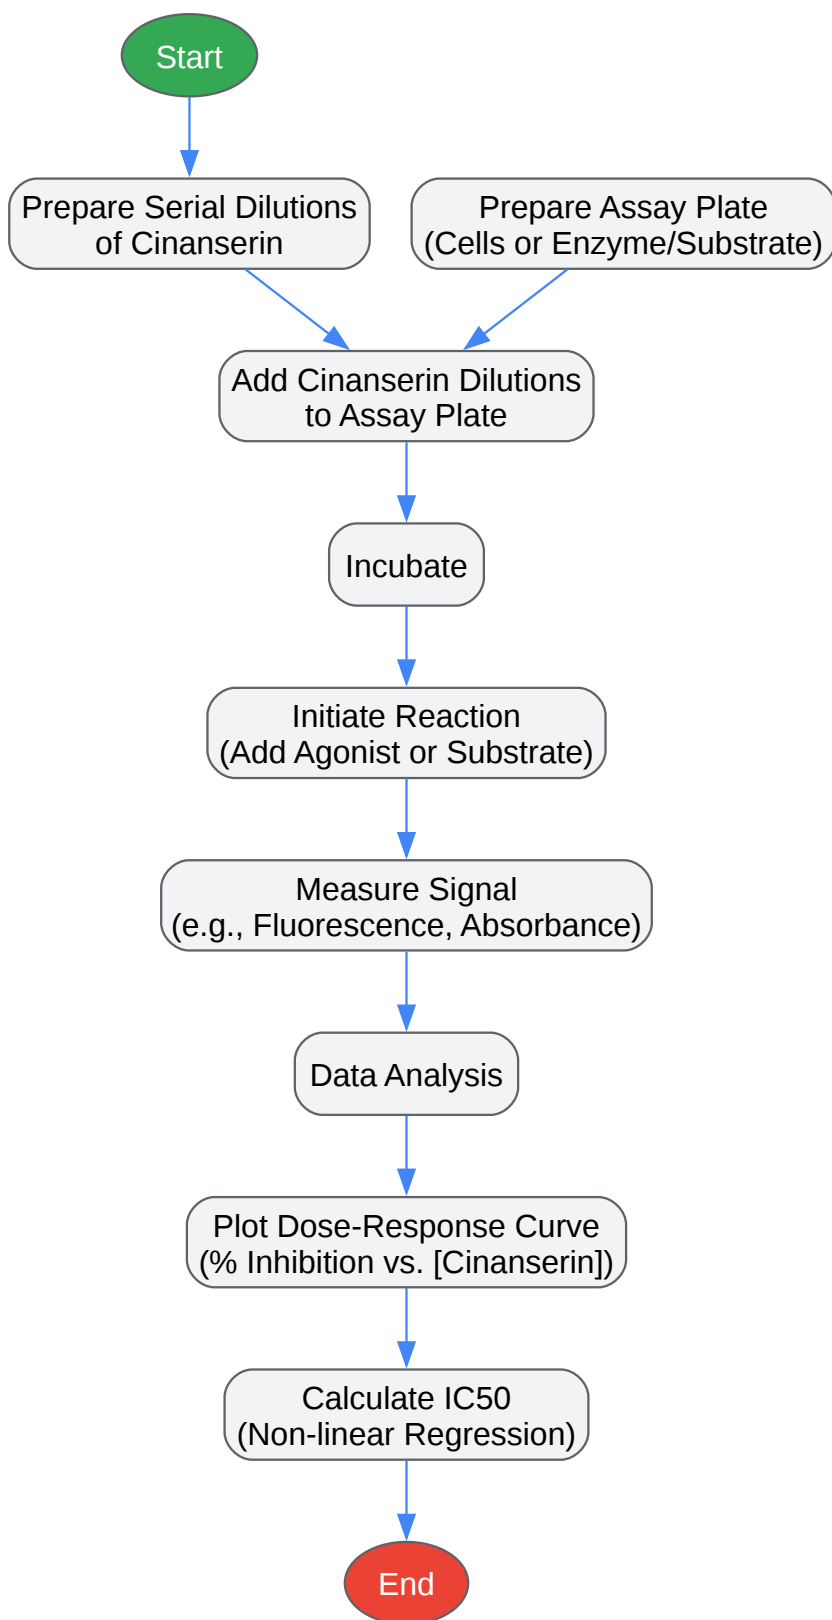 Start
Prepare Serial Dilutions
of Cinanserin
Prepare Assay Plate
(Cells or Enzyme/Substrate)
Add Cinanserin Dilutions
to Assay Plate
Incubate
Initiate Reaction
(Add Agonist or Substrate)
Measure Signal
(e.g., Fluorescence, Absorbance)
Data Analysis
Plot Dose-Response Curve
(% Inhibition vs. [Cinanserin])
Calculate IC50
(Non-linear Regression)
End